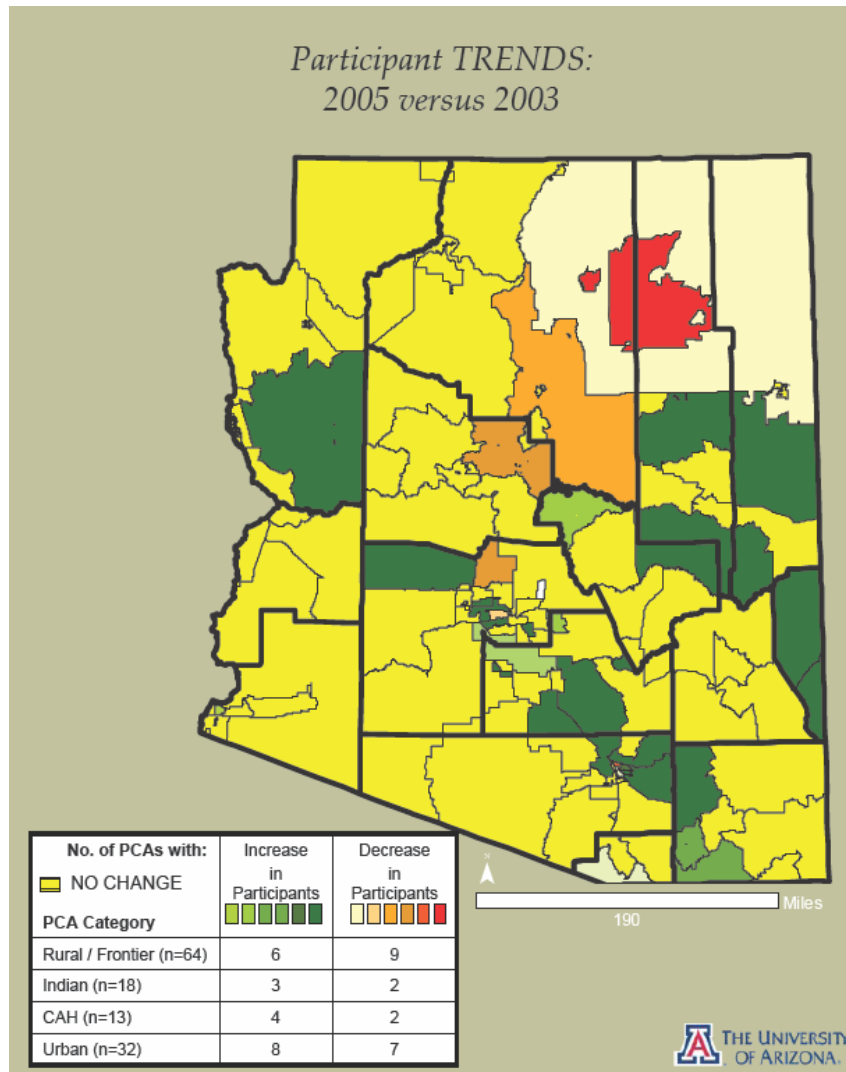 Participant TRENDS:
2005 versus 2003
No. of PCAs with:
NO CHANGE
PCA Category
Increase
in
Participants
Decrease
in
Participants
Rural / Frontier (n=64) 6 9
Indian (n=18) 3 2
CAH (n=13) 4 2
Urban (n=32) 8 7
N
Miles
190
A
THE UNIVERSITY
OF ARIZONA.